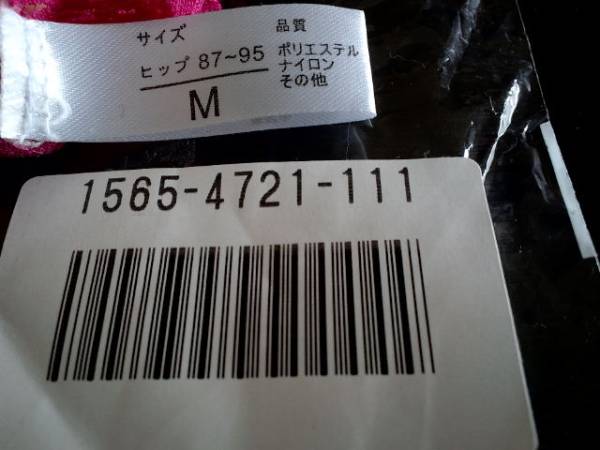 サイズ
ヒップ 87~95
M
品質
ポリエステル
ナイロン
その他
1565-4721-111